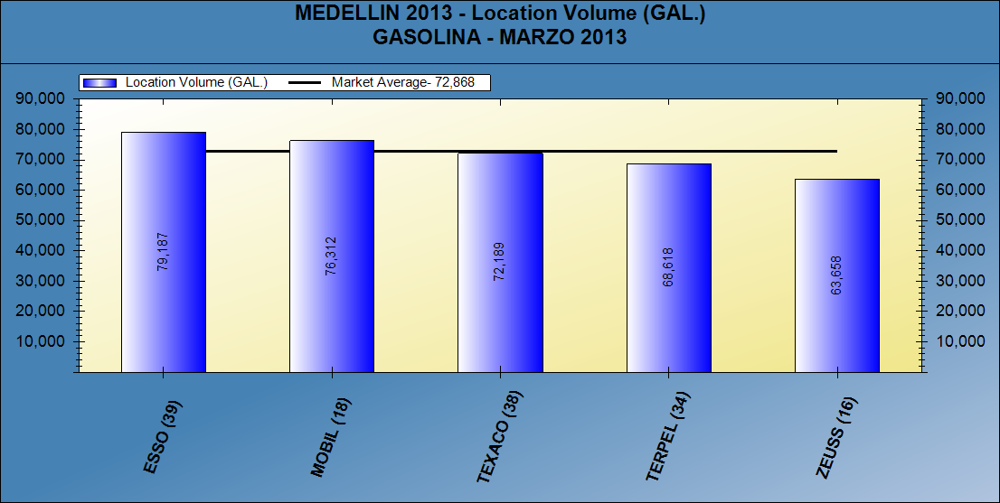 MEDELLIN 2013 - Location Volume (GAL.)
GASOLINA - MARZO 2013
Location Volume (GAL.) Market Average- 72,868
90,000 90,000
80,000 80,000
70,000 70,000
60,000 60,000
50,000 50,000
40,000 40,000
30,000 30,000
20,000 20,000
10,000 10,000
79,187
76,312
72,189
68,618
63,658
ESSO (39)
MOBIL (18)
TEXACO (38)
TERPEL (34)
ZEUSS (16)